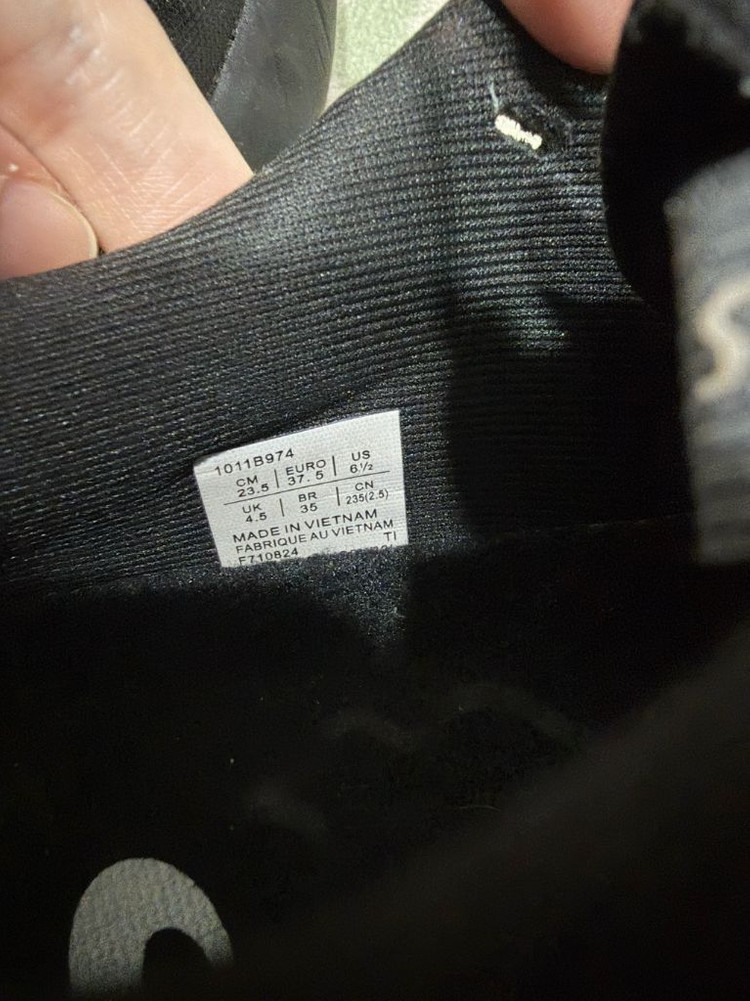 1011B974
CM EURO US
23.5 37.5 6½
UK BR CN
4.5 35 235(2.5)
MADE IN VIETNAM
FABRIQUE AU VIETNAM
F710824 TI
S